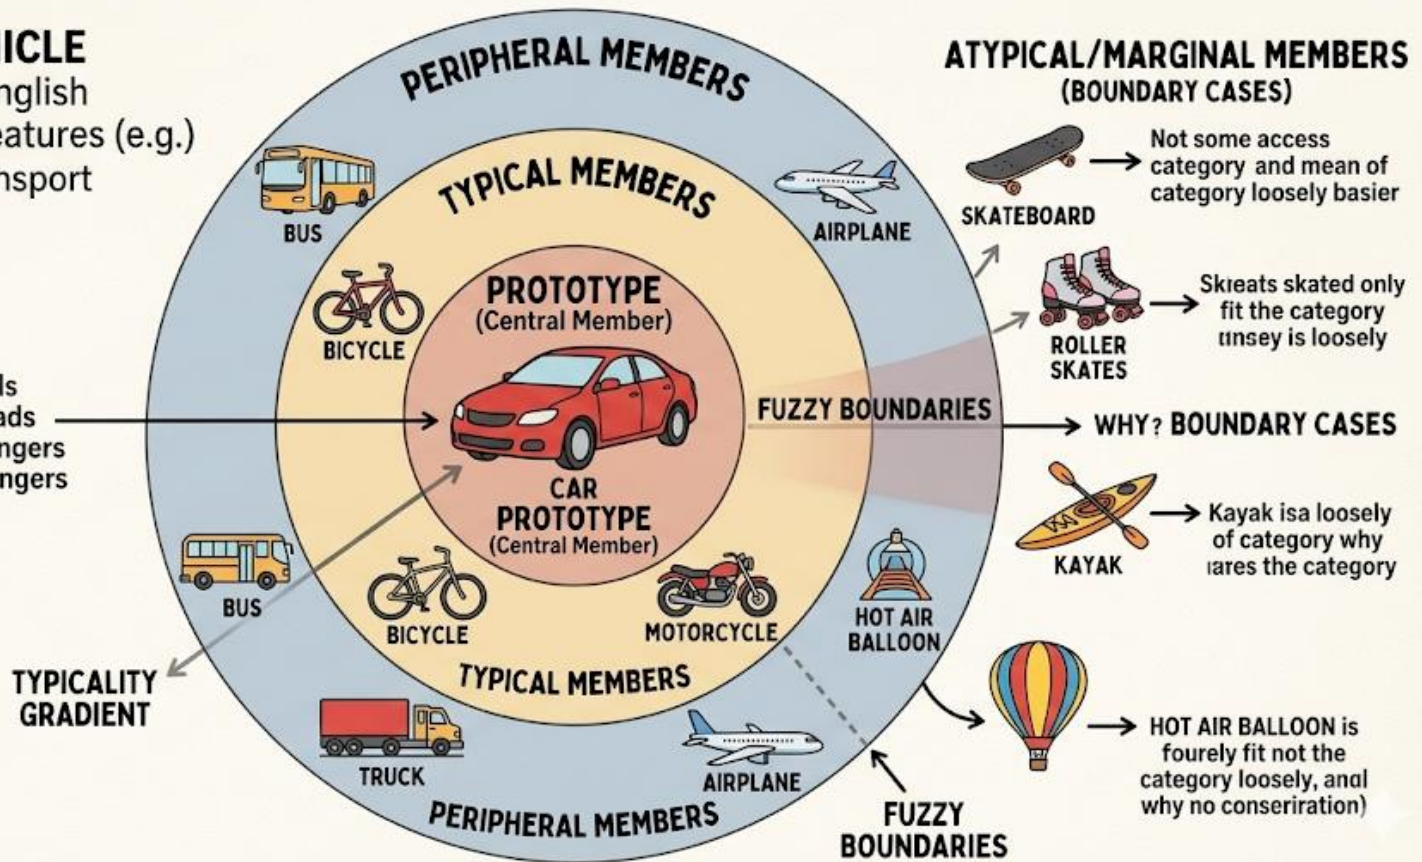 ICLE
nglish
eatures (e.g.)
nsport
ls
ads
ngers
ngers
TYPICALITY
GRADIENT
PERIPHERAL MEMBERS
BUS
AIRPLANE
TYPICAL MEMBERS
BICYCLE
PROTOTYPE
(Central Member)
CAR
PROTOTYPE
(Central Member)
FUZZY BOUNDARIES
BUS
BICYCLE
MOTORCYCLE
HOT AIR
BALLOON
TYPICAL MEMBERS
TRUCK
AIRPLANE
PERIPHERAL MEMBERS
FUZZY
BOUNDARIES
ATYPICAL/MARGINAL MEMBERS
(BOUNDARY CASES)
SKATEBOARD
Not some access
category and mean of
category loosely basier
ROLLER
SKATES
Skreats skated only
fit the category
unsey is loosely
WHY? BOUNDARY CASES
KAYAK
Kayak isa loosely
of category why
ıares the category
HOT AIR BALLOON is
fourely fit not the
category loosely, and
why no conseriration)